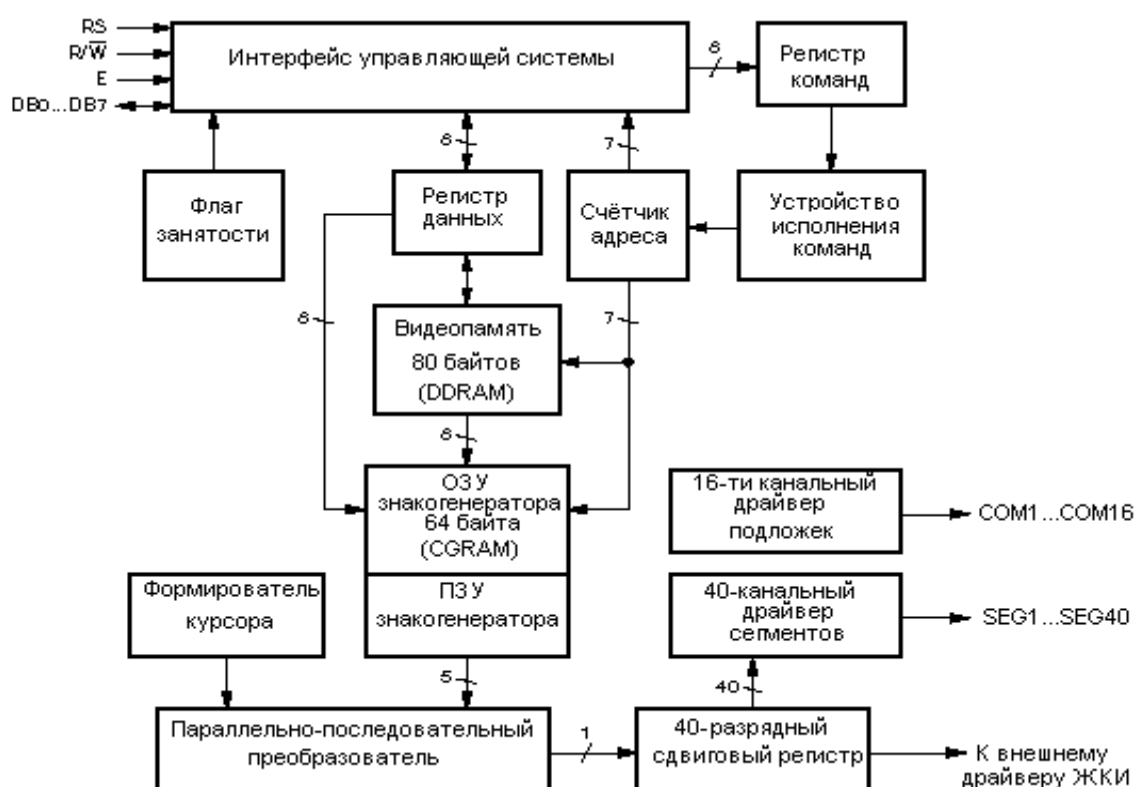 RS
R/W̅
E
DB0...DB7
Интерфейс управляющей системы
8
Регистр
команд
8
7
Флаг
занятости
Регистр
данных
Счётчик
адреса
Устройство
исполнения
команд
8
7
Видеопамять
80 байтов
(DDRAM)
8
ОЗУ
знакогенератора
64 байта
(CGRAM)
16-ти канальный
драйвер
подложек
COM1...COM16
Формирователь
курсора
ПЗУ
знакогенератора
40-канальный
драйвер
сегментов
SEG1...SEG40
5
40
Параллельно-последовательный
преобразователь
1
40-разрядный
сдвиговый регистр
К внешнему
драйверу ЖКИ